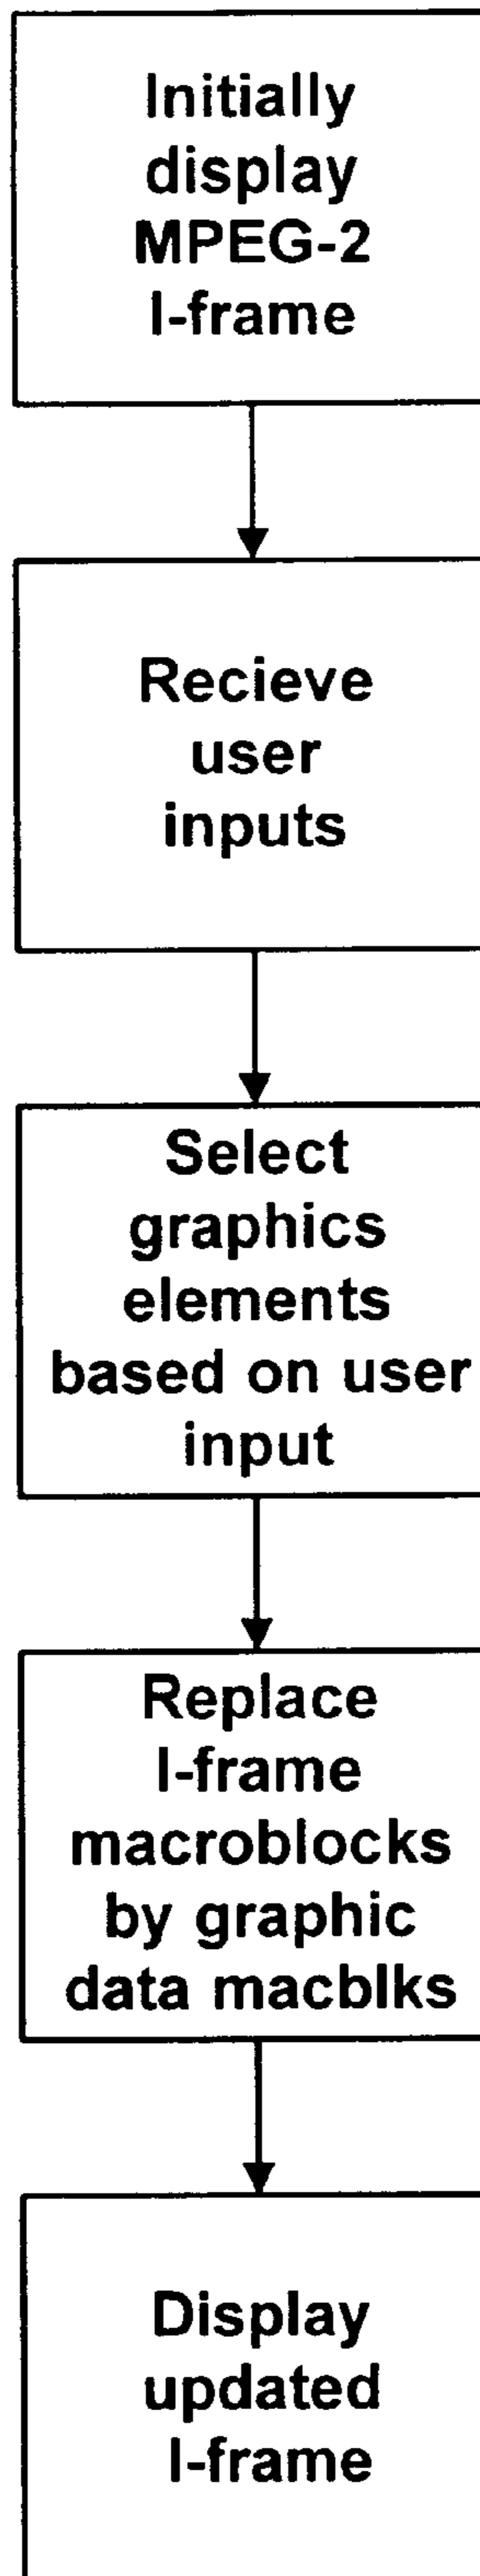 Initially
display
MPEG-2
I-frame
Recieve
user
inputs
Select
graphics
elements
based on user
input
Replace
I-frame
macroblocks
by graphic
data macblks
Display
updated
I-frame